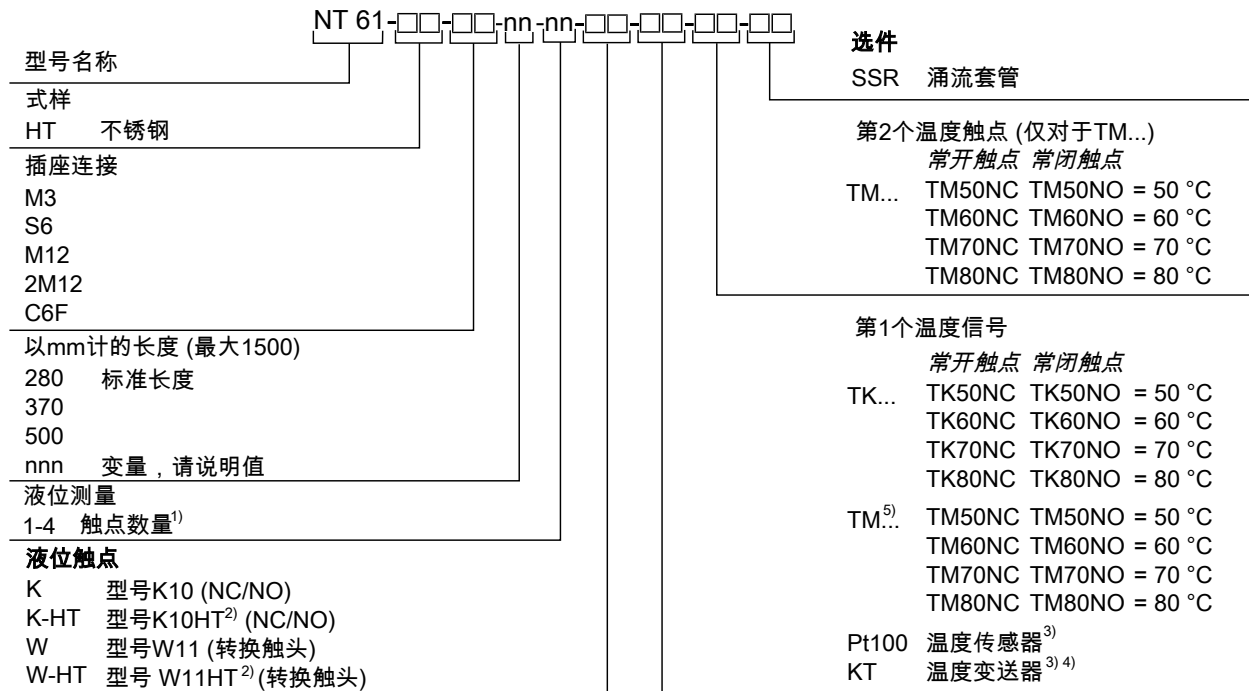 NT 61-□□-□□-nn-nn-□□-□□-□□-□□
型号名称
式样
HT 不锈钢
插座连接
M3
S6
M12
2M12
C6F
以mm计的长度 (最大1500)
280 标准长度
370
500
nnn 变量，请说明值
液位测量
1-4 触点数量1)
液位触点
K 型号K10 (NC/NO)
K-HT 型号K10HT2) (NC/NO)
W 型号W11 (转换触头)
W-HT 型号 W11HT2) (转换触头)
选件
SSR 涌流套管
第2个温度触点 (仅对于TM...)
常开触点 常闭触点
TM... TM50NC TM50NO = 50 °C
TM60NC TM60NO = 60 °C
TM70NC TM70NO = 70 °C
TM80NC TM80NO = 80 °C
第1个温度信号
常开触点 常闭触点
TK... TK50NC TK50NO = 50 °C
TK60NC TK60NO = 60 °C
TK70NC TK70NO = 70 °C
TK80NC TK80NO = 80 °C
TM...5) TM50NC TM50NO = 50 °C
TM60NC TM60NO = 60 °C
TM70NC TM70NO = 70 °C
TM80NC TM80NO = 80 °C
Pt100 温度传感器3)
KT 温度变送器3) 4)